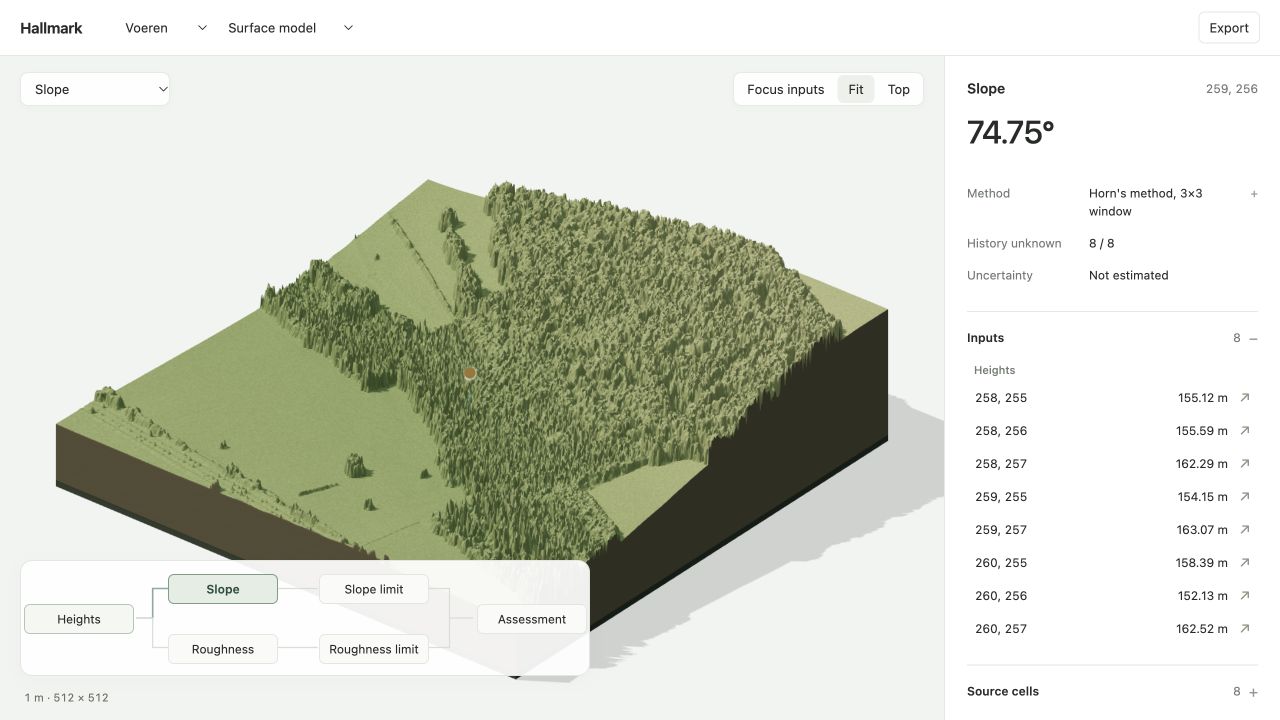 Hallmark
Voeren
Surface model
Export
Slope
Focus inputs
Fit
Top
Slope
259, 256
74.75°
Method
Horn's method, 3×3
window
+
History unknown
8 / 8
Uncertainty
Not estimated
Inputs
8 –
Heights
258, 255
155.12 m ↗
258, 256
155.59 m ↗
258, 257
162.29 m ↗
259, 255
154.15 m ↗
259, 257
163.07 m ↗
260, 255
158.39 m ↗
260, 256
152.13 m ↗
260, 257
162.52 m ↗
Source cells
8 +
Heights
Slope
Slope limit
Roughness
Roughness limit
Assessment
1 m · 512 × 512